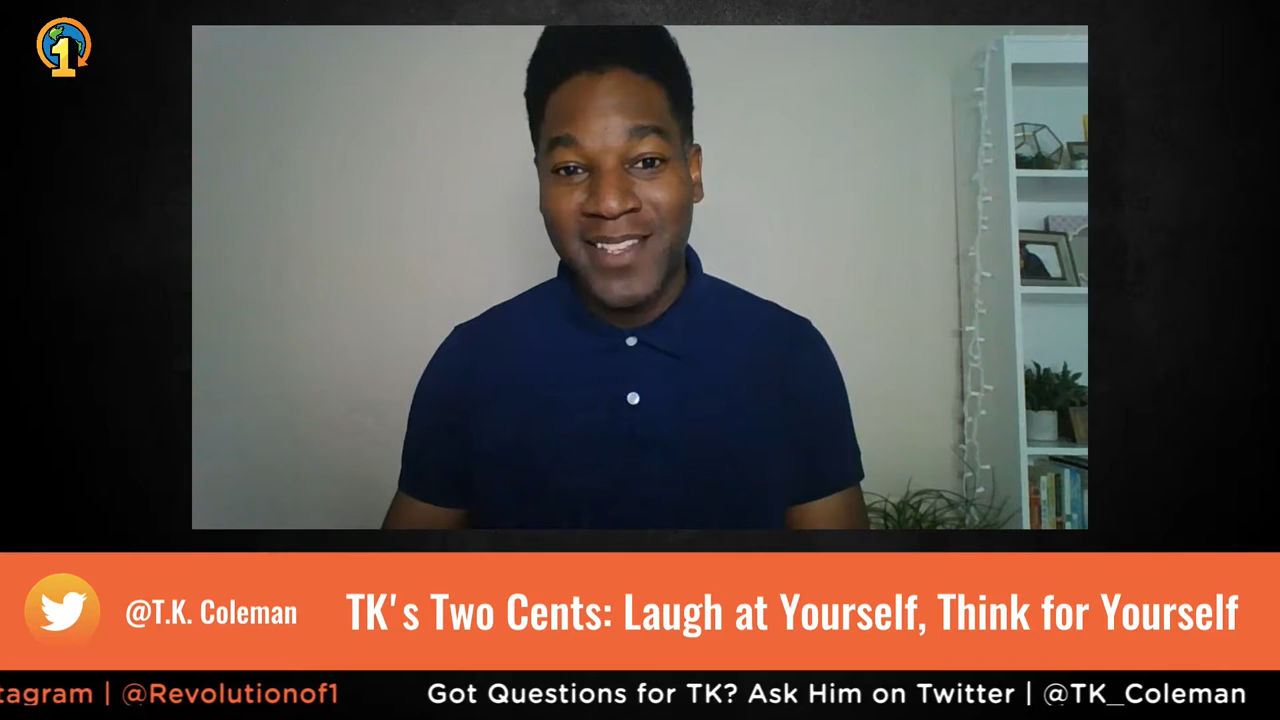 1
@T.K. Coleman
TK's Two Cents: Laugh at Yourself, Think for Yourself
tagram | @Revolutionof1
Got Questions for TK? Ask Him on Twitter | @TK_Coleman